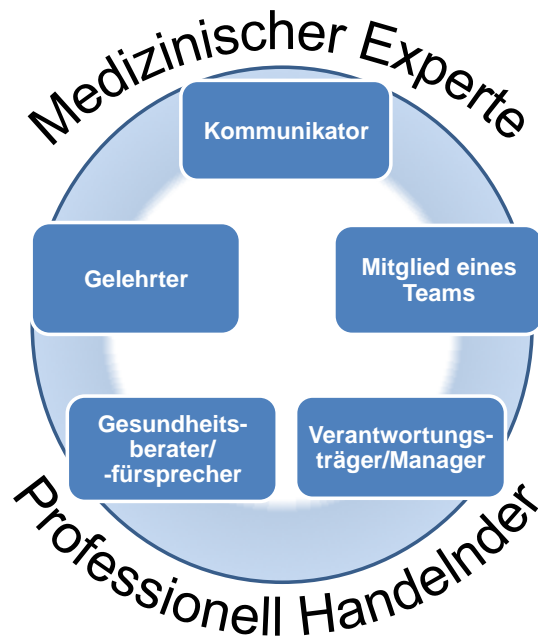 Medizinischer Experte
Kommunikator
Gelehrter
Mitglied eines
Teams
Gesundheits-
berater/
-fürsprecher
Verantwortungs-
träger/Manager
Professionell Handelnder